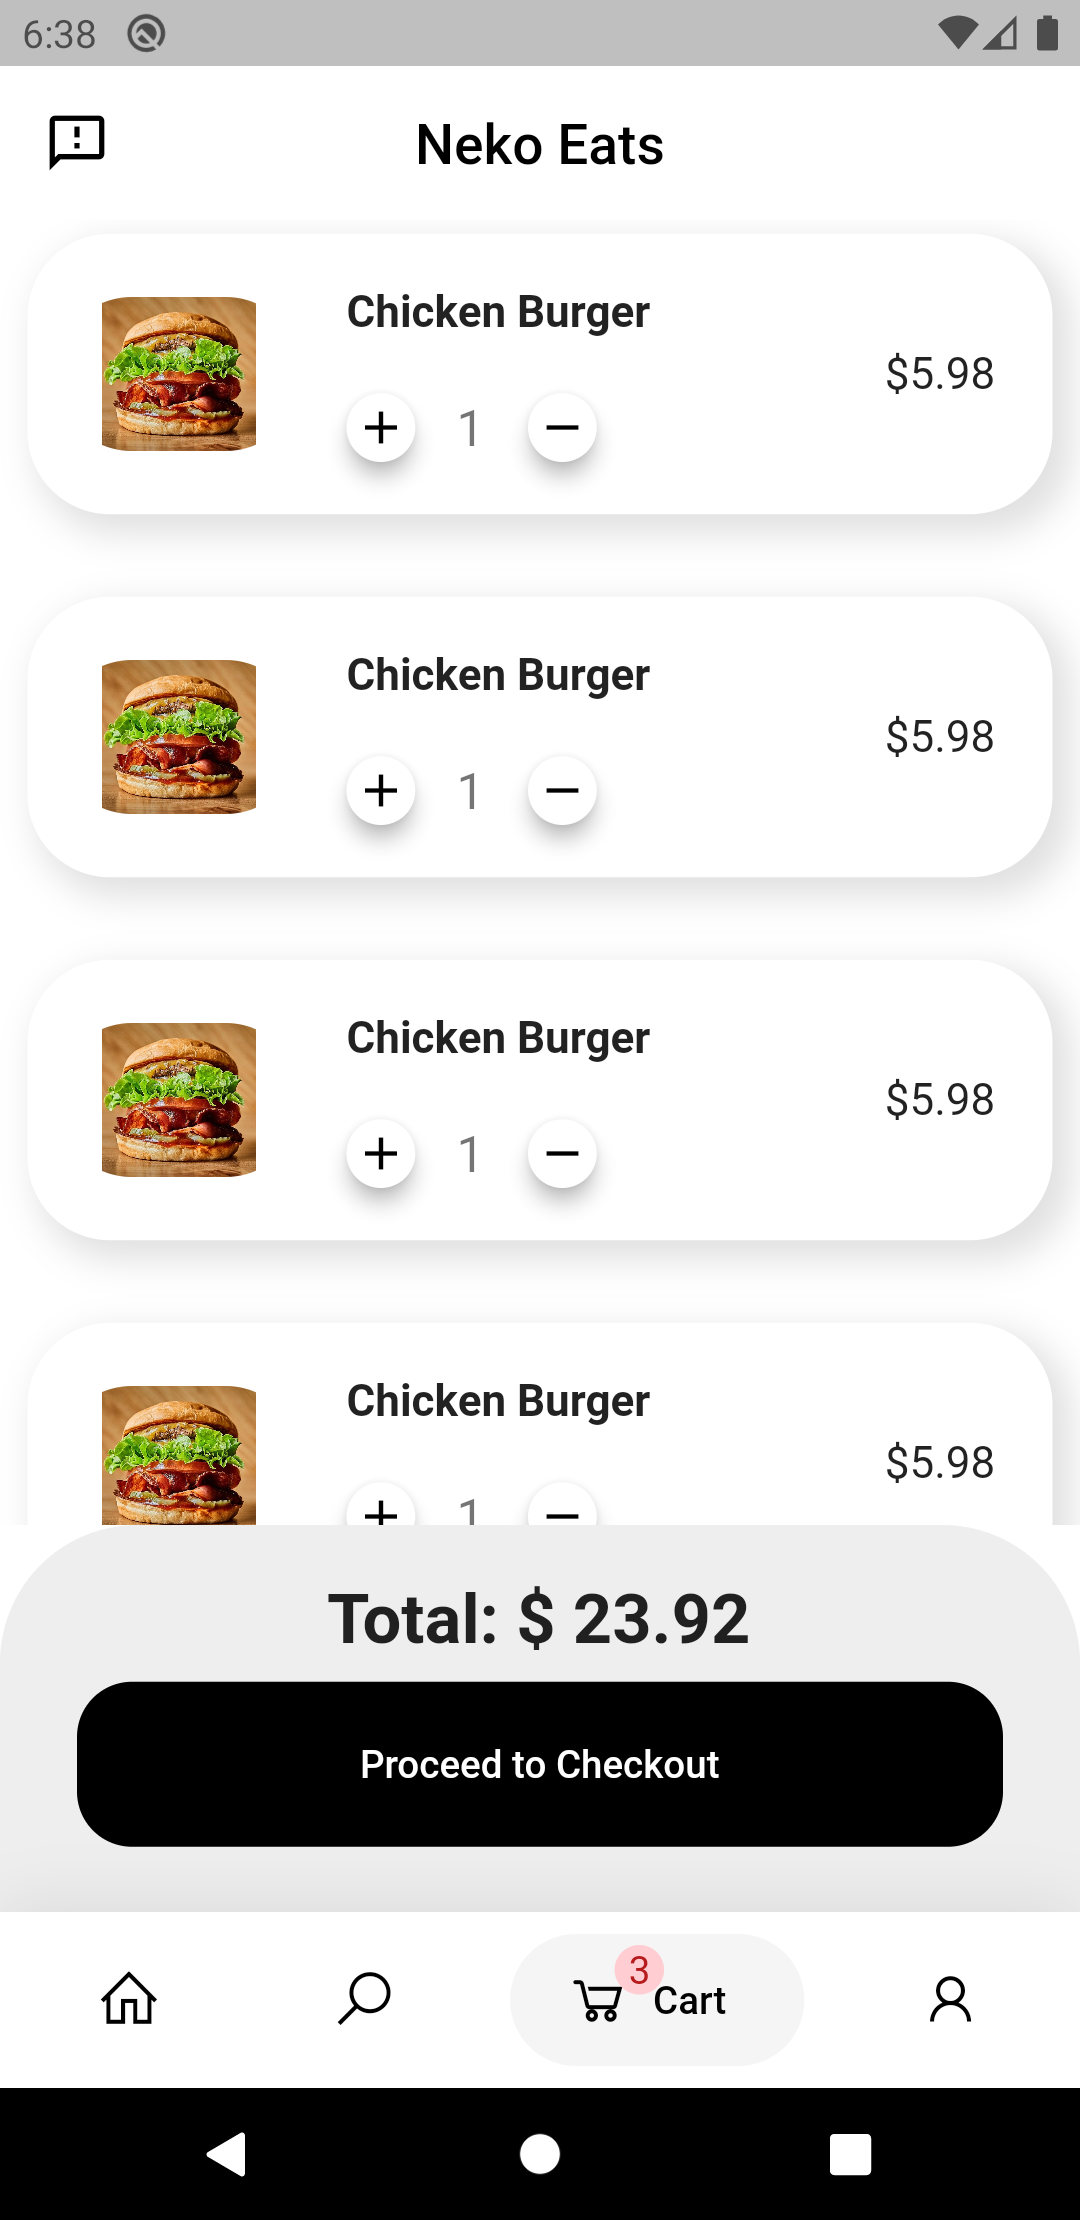 6:38
Neko Eats
Chicken Burger
$5.98
1
Chicken Burger
$5.98
1
Chicken Burger
$5.98
1
Chicken Burger
$5.98
1
Total: $ 23.92
Proceed to Checkout
3
Cart